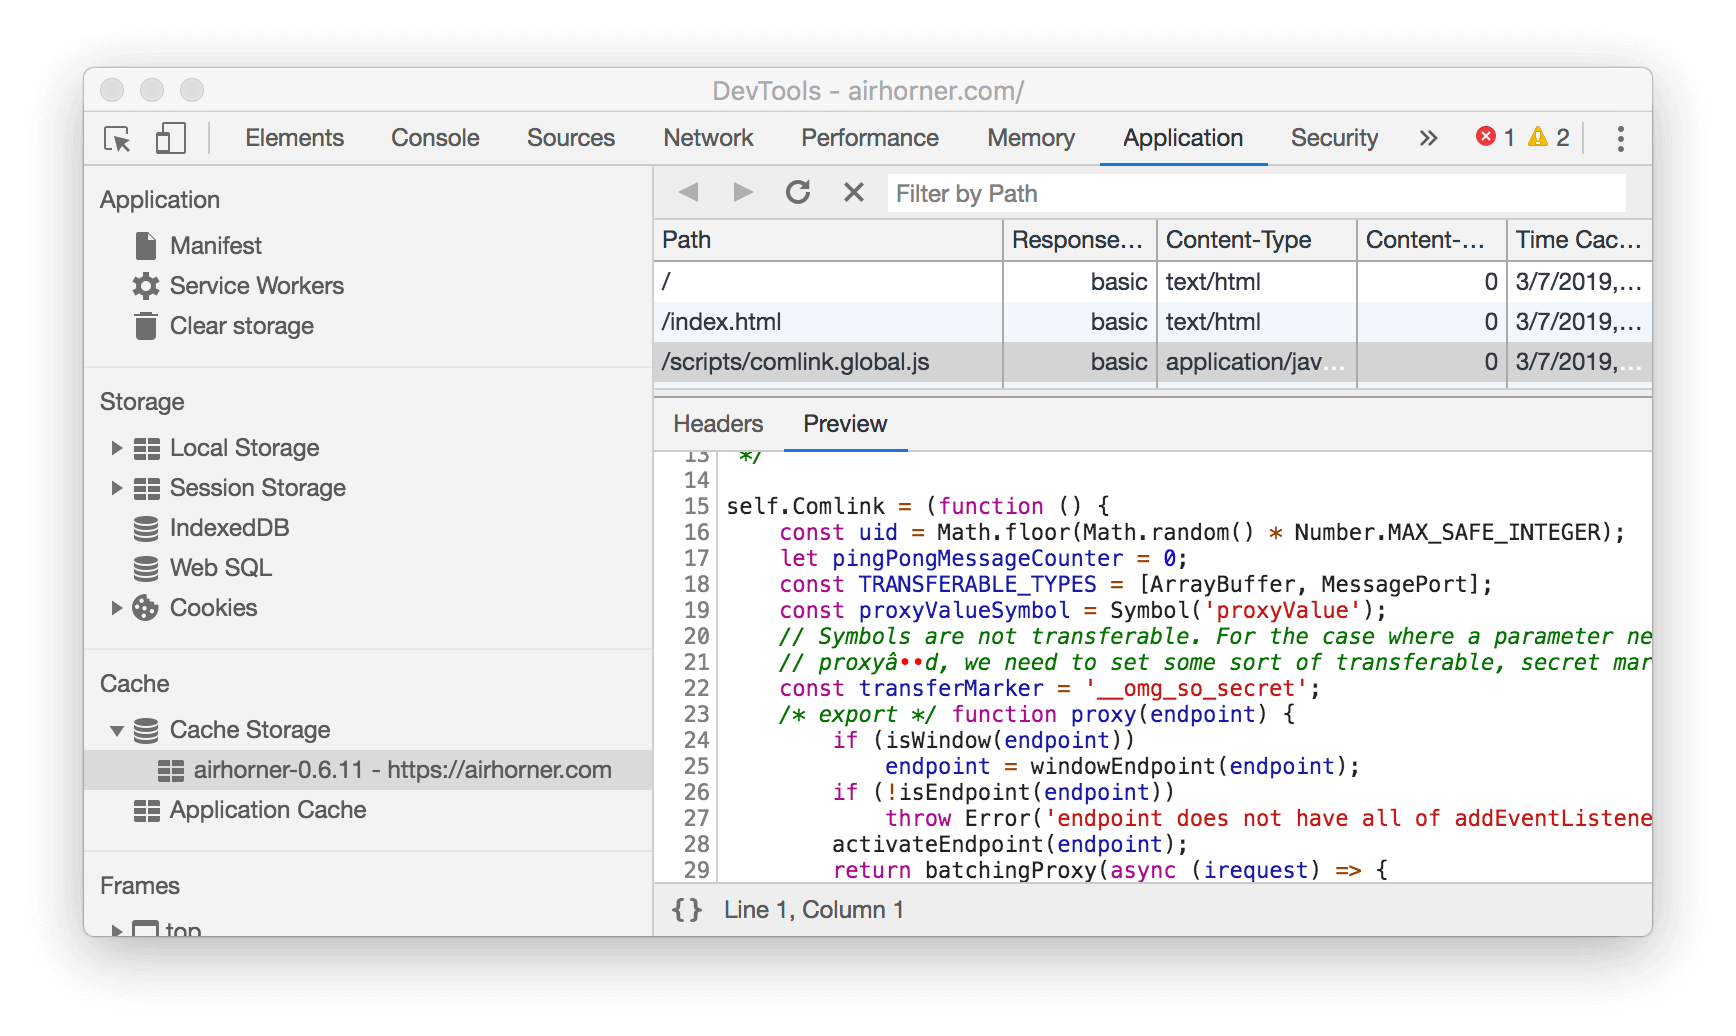 DevTools - airhorner.com/
Elements Console Sources Network Performance Memory Application Security » 1 2
Application
Manifest
Service Workers
Clear storage
Storage
Local Storage
Session Storage
IndexedDB
Web SQL
Cookies
Cache
Cache Storage
airhorner-0.6.11 - https://airhorner.com
Application Cache
Frames
top
Filter by Path
Path Response... Content-Type Content-... Time Cac...
/ basic text/html 0 3/7/2019,...
/index.html basic text/html 0 3/7/2019,...
/scripts/comlink.global.js basic application/jav... 0 3/7/2019,...
Headers Preview
13 */
14
15 self.Comlink = (function () {
16 const uid = Math.floor(Math.random() * Number.MAX_SAFE_INTEGER);
17 let pingPongMessageCounter = 0;
18 const TRANSFERABLE_TYPES = [ArrayBuffer, MessagePort];
19 const proxyValueSymbol = Symbol('proxyValue');
20 // Symbols are not transferable. For the case where a parameter ne
21 // proxyâ••d, we need to set some sort of transferable, secret mar
22 const transferMarker = '__omg_so_secret';
23 /* export */ function proxy(endpoint) {
24 if (isWindow(endpoint))
25 endpoint = windowEndpoint(endpoint);
26 if (!isEndpoint(endpoint))
27 throw Error('endpoint does not have all of addEventListene
28 activateEndpoint(endpoint);
29 return batchingProxy(async (irequest) => {
{} Line 1, Column 1